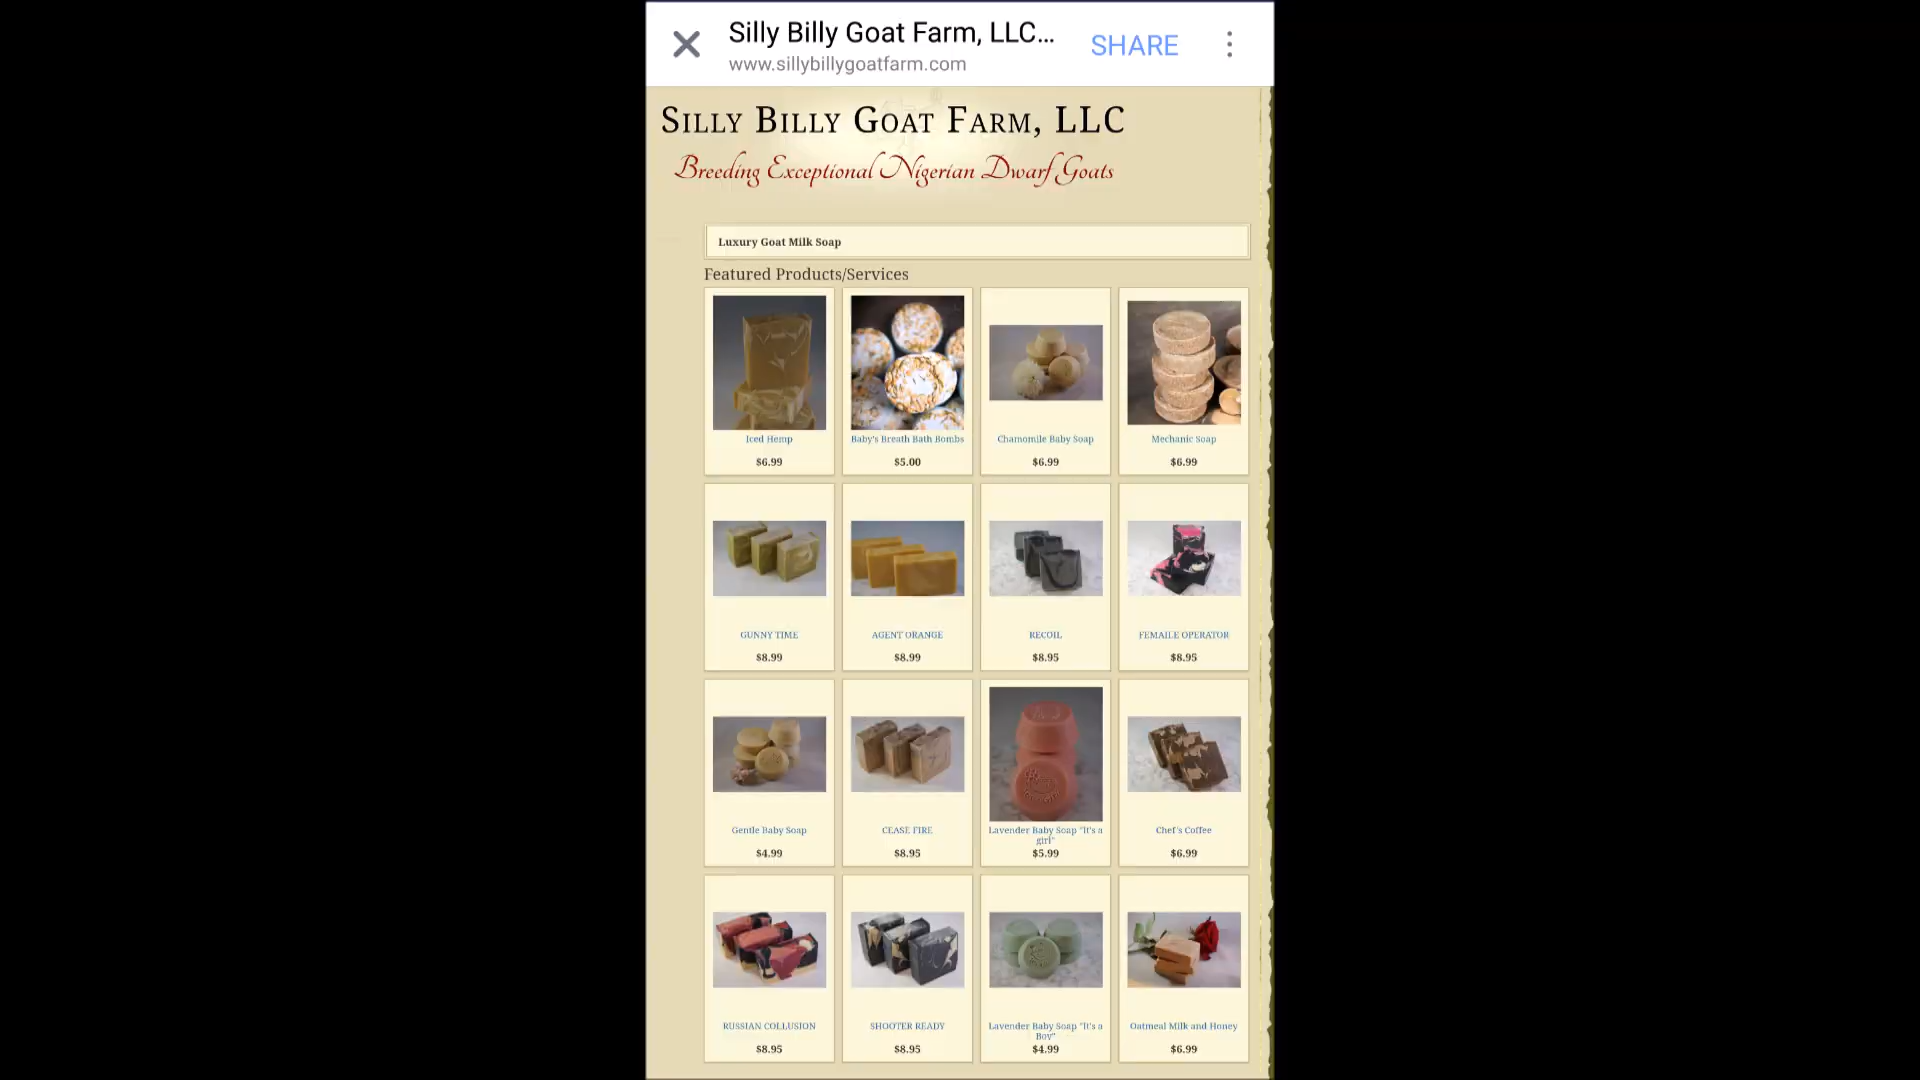 Silly Billy Goat Farm, LLC...
www.sillybillygoatfarm.com
SHARE
Silly Billy Goat Farm, LLC
Breeding Exceptional Nigerian Dwarf Goats
Luxury Goat Milk Soap
Featured Products/Services
Iced Hemp
$6.99
Baby's Breath Bath Bombs
$5.00
Chamomile Baby Soap
$6.99
Mechanic Soap
$6.99
GUNNY TIME
$8.99
AGENT ORANGE
$8.99
RECOIL
$8.95
FEMAILE OPERATOR
$8.95
Gentle Baby Soap
$4.99
CEASE FIRE
$8.95
Lavender Baby Soap "It's a
girl"
$5.99
Chef's Coffee
$6.99
RUSSIAN COLLUSION
$8.95
SHOOTER READY
$8.95
Lavender Baby Soap "It's a
Boy"
$4.99
Oatmeal Milk and Honey
$6.99